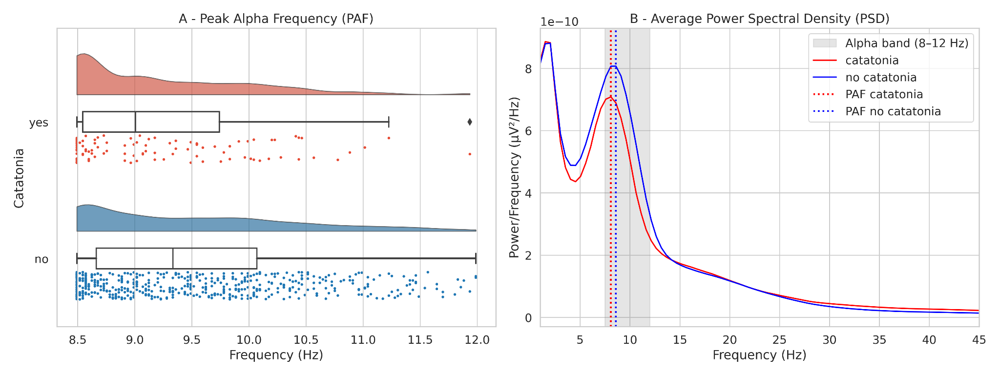 A - Peak Alpha Frequency (PAF)
Catatonia
yes
no
8.5 9.0 9.5 10.0 10.5 11.0 11.5 12.0
Frequency (Hz)
B - Average Power Spectral Density (PSD)
1e−10
Power/Frequency (μV²/Hz)
8
6
4
2
0
Alpha band (8–12 Hz)
catatonia
no catatonia
PAF catatonia
PAF no catatonia
5 10 15 20 25 30 35 40 45
Frequency (Hz)